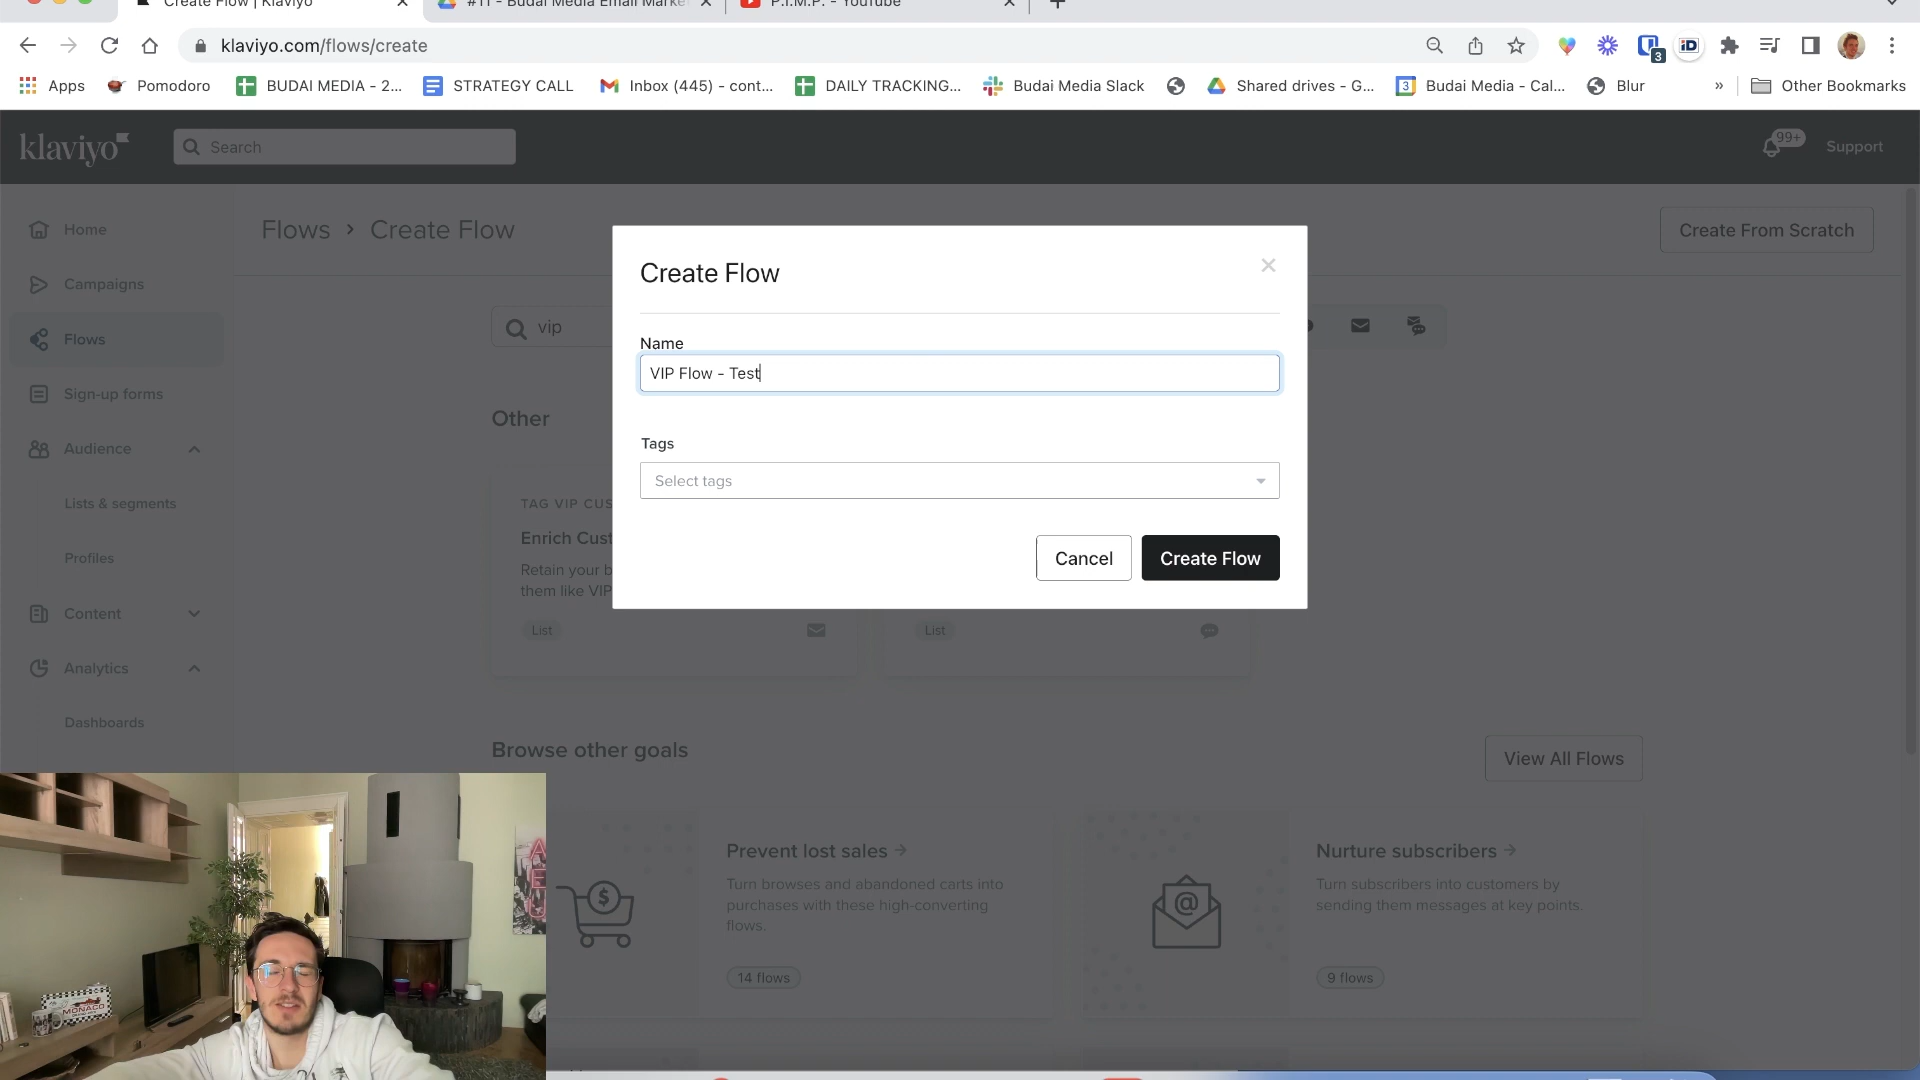 Create Flow | Klaviyo
#11 - Budai Media Email Marke
P.I.M.P. - YouTube
klaviyo.com/flows/create
3
iD
Apps
Pomodoro
BUDAI MEDIA - 2...
STRATEGY CALL
Inbox (445) - cont...
DAILY TRACKING...
Budai Media Slack
Shared drives - G...
3
Budai Media - Cal...
Blur
»
Other Bookmarks
klaviyo
Search
99+
Support
Home
Campaigns
Flows
Sign-up forms
Audience
Lists & segments
Profiles
Content
Analytics
Dashboards
Flows > Create Flow
Create From Scratch
vip
Create Flow
Name
VIP Flow - Test
Tags
Select tags
Cancel
Create Flow
Other
TAG VIP CUS
Enrich Cust
Retain your b
them like VIP
List
List
Browse other goals
View All Flows
Prevent lost sales
Turn browses and abandoned carts into
purchases with these high-converting
flows.
14 flows
Nurture subscribers
Turn subscribers into customers by
sending them messages at key points.
9 flows
MONACO